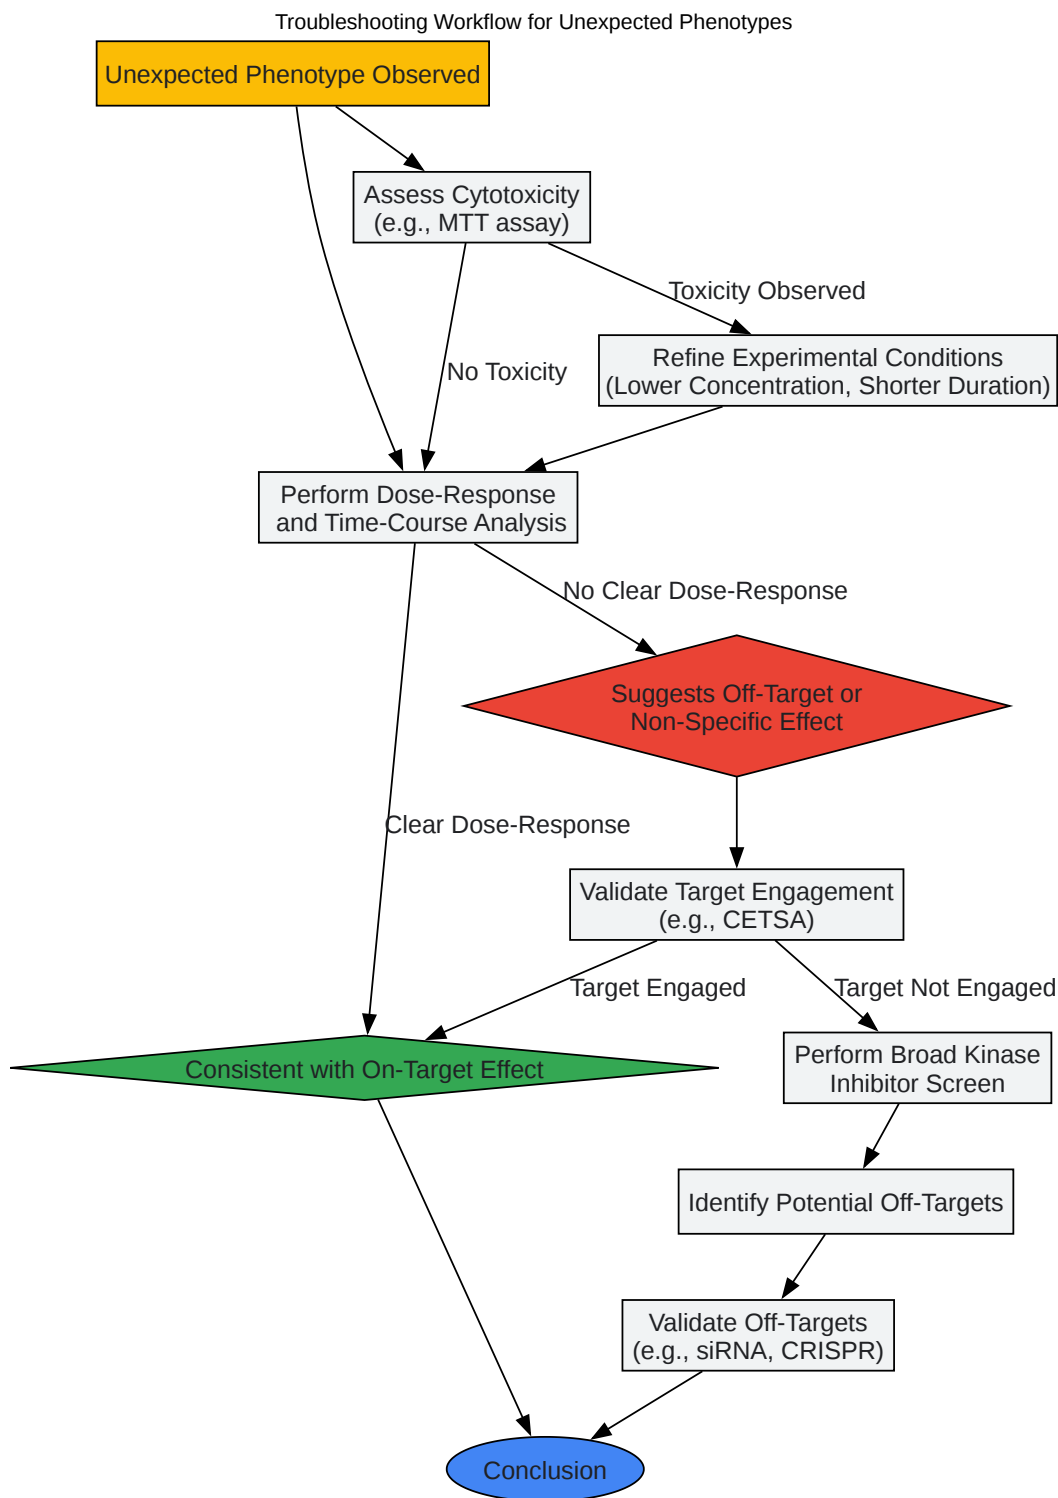 Troubleshooting Workflow for Unexpected Phenotypes
Unexpected Phenotype Observed
Assess Cytotoxicity
(e.g., MTT assay)
Toxicity Observed
Refine Experimental Conditions
(Lower Concentration, Shorter Duration)
No Toxicity
Perform Dose-Response
and Time-Course Analysis
No Clear Dose-Response
Suggests Off-Target or
Non-Specific Effect
Clear Dose-Response
Validate Target Engagement
(e.g., CETSA)
Target Engaged
Target Not Engaged
Consistent with On-Target Effect
Perform Broad Kinase
Inhibitor Screen
Identify Potential Off-Targets
Validate Off-Targets
(e.g., siRNA, CRISPR)
Conclusion